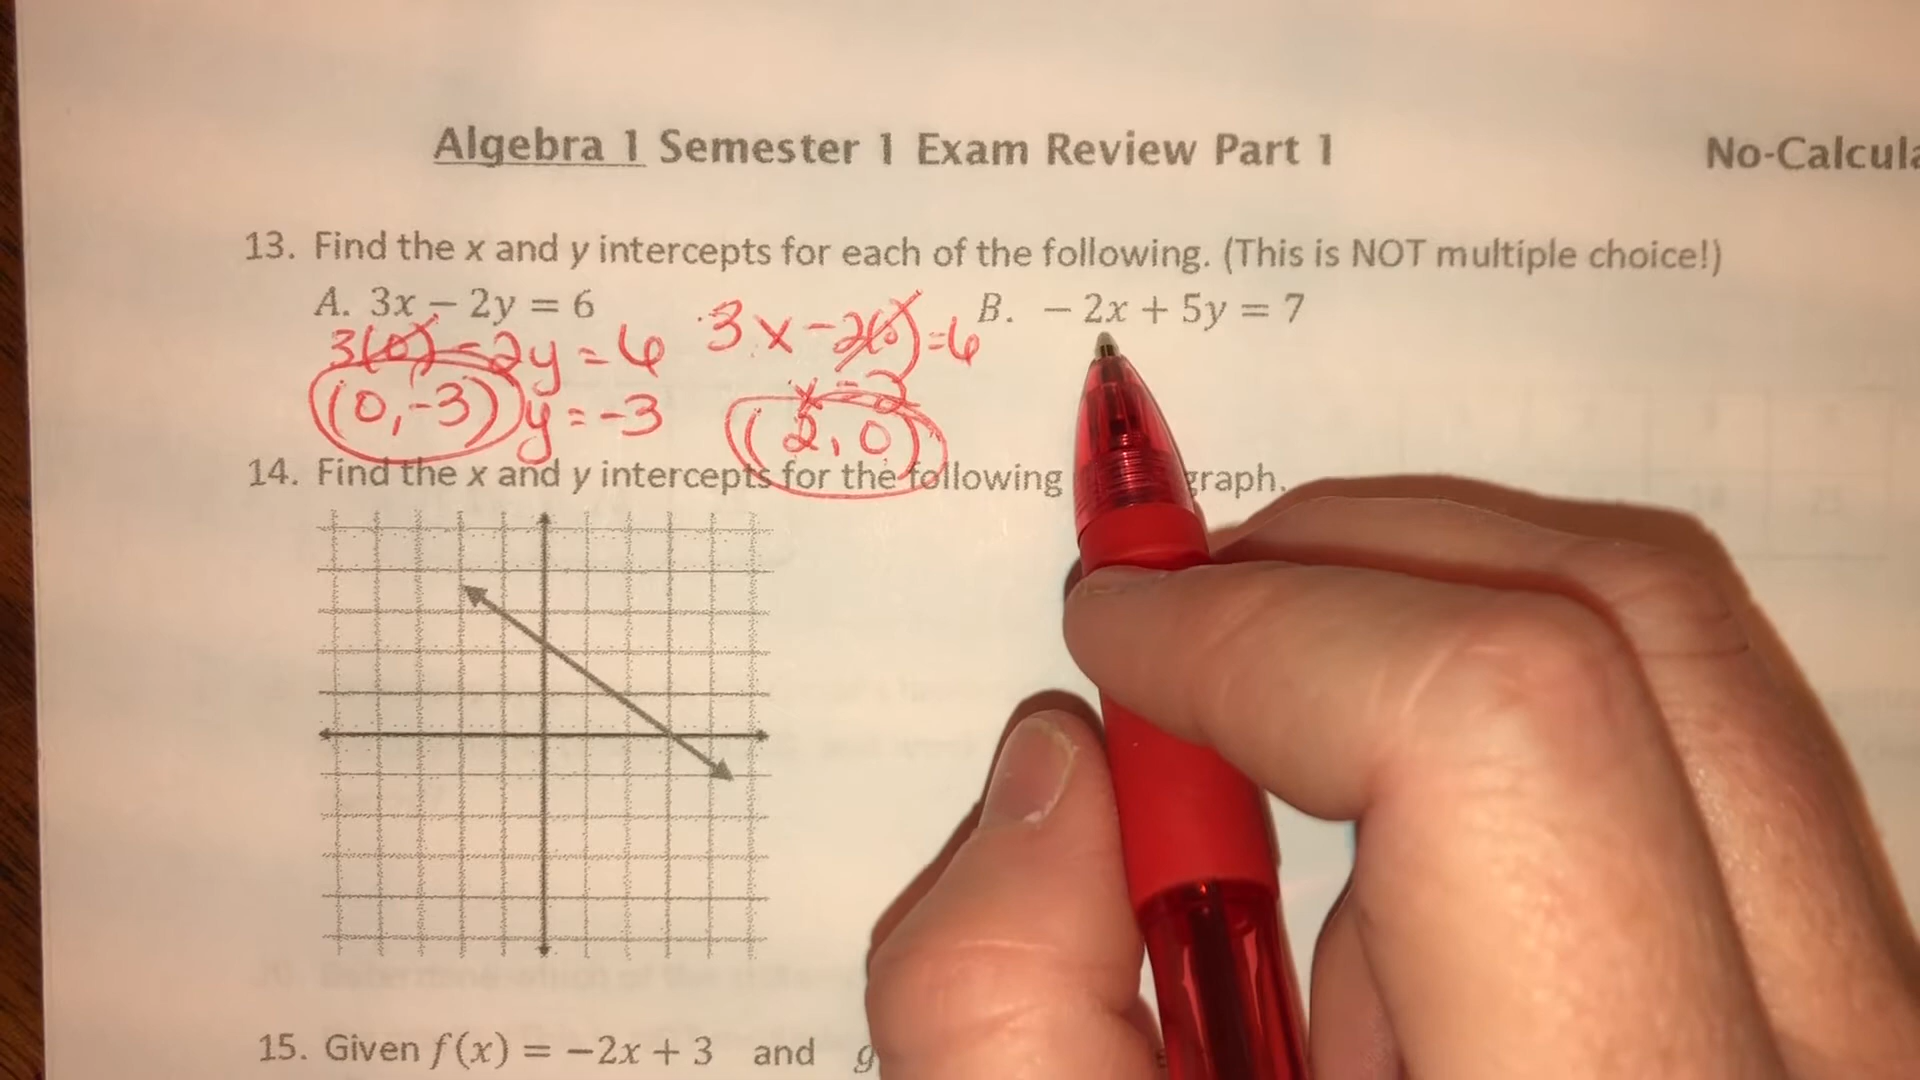 Algebra 1 Semester 1 Exam Review Part 1 No-Calcula
13. Find the x and y intercepts for each of the following. (This is NOT multiple choice!)
A. 3x - 2y = 6 B. - 2x + 5y = 7
3(0) - 2y = 6 3x - 2(0) = 6
(0, -3) y = -3 x = 2
(2, 0)
14. Find the x and y intercepts for the following graph.
15. Given f(x) = -2x + 3 and g